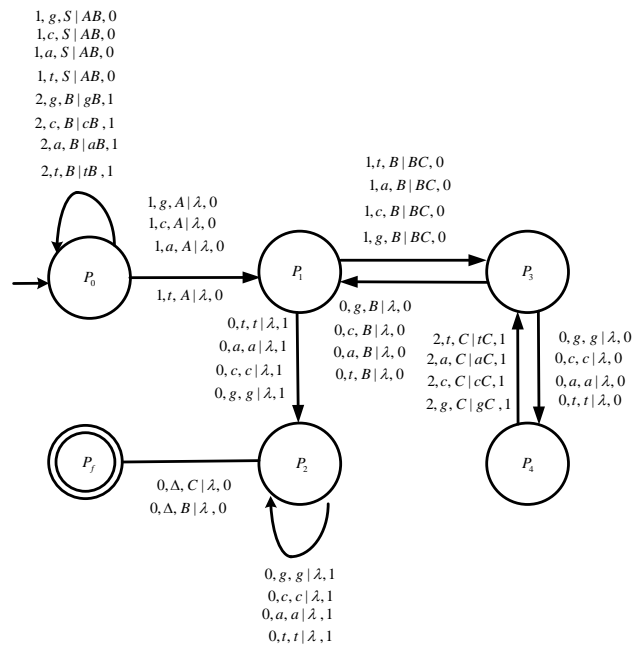 1, g, S | AB, 0
1, c, S | AB, 0
1, a, S | AB, 0
1, t, S | AB, 0
2, g, B | gB, 1
2, c, B | cB, 1
2, a, B | aB, 1
2, t, B | tB, 1
1, g, A | λ, 0
1, c, A | λ, 0
1, a, A | λ, 0
1, t, A | λ, 0
1, t, B | BC, 0
1, a, B | BC, 0
1, c, B | BC, 0
1, g, B | BC, 0
P₀
P₁
P₃
0, t, t | λ, 1
0, a, a | λ, 1
0, c, c | λ, 1
0, g, g | λ, 1
0, g, B | λ, 0
0, c, B | λ, 0
0, a, B | λ, 0
0, t, B | λ, 0
2, t, C | tC, 1
2, a, C | aC, 1
2, c, C | cC, 1
2, g, C | gC, 1
0, g, g | λ, 0
0, c, c | λ, 0
0, a, a | λ, 0
0, t, t | λ, 0
P_f
P₂
P₄
0, Δ, C | λ, 0
0, Δ, B | λ, 0
0, g, g | λ, 1
0, c, c | λ, 1
0, a, a | λ, 1
0, t, t | λ, 1